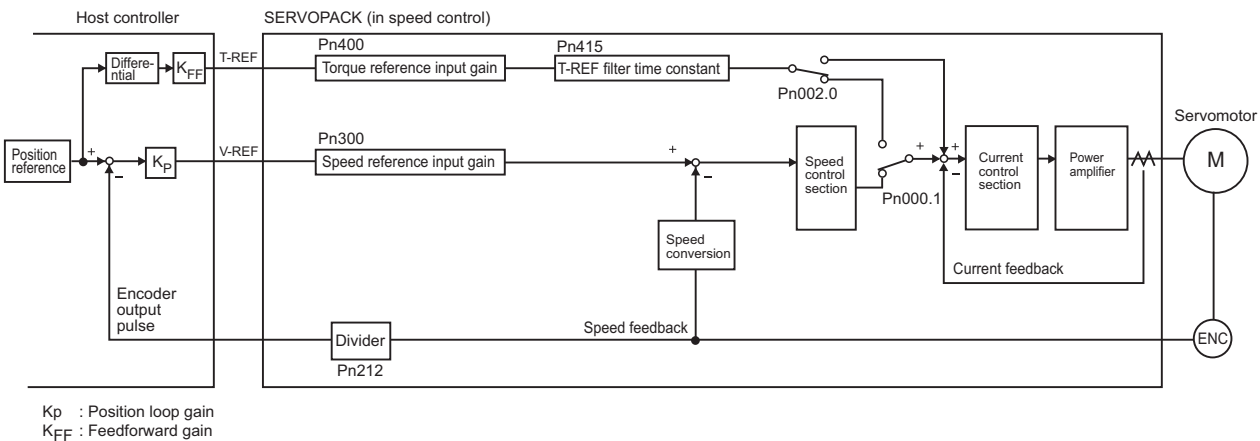 Host controller
SERVOPACK (in speed control)
Differe-
ntial
KFF
T-REF
Pn400
Torque reference input gain
Pn415
T-REF filter time constant
Pn002.0
Servomotor
Position
reference
+
−
KP
V-REF
Pn300
Speed reference input gain
+
−
Speed
control
section
Pn000.1
+
+
−
Current
control
section
Power
amplifier
M
Speed
conversion
Current feedback
Encoder
output
pulse
Divider
Pn212
Speed feedback
ENC
Kp : Position loop gain
KFF : Feedforward gain